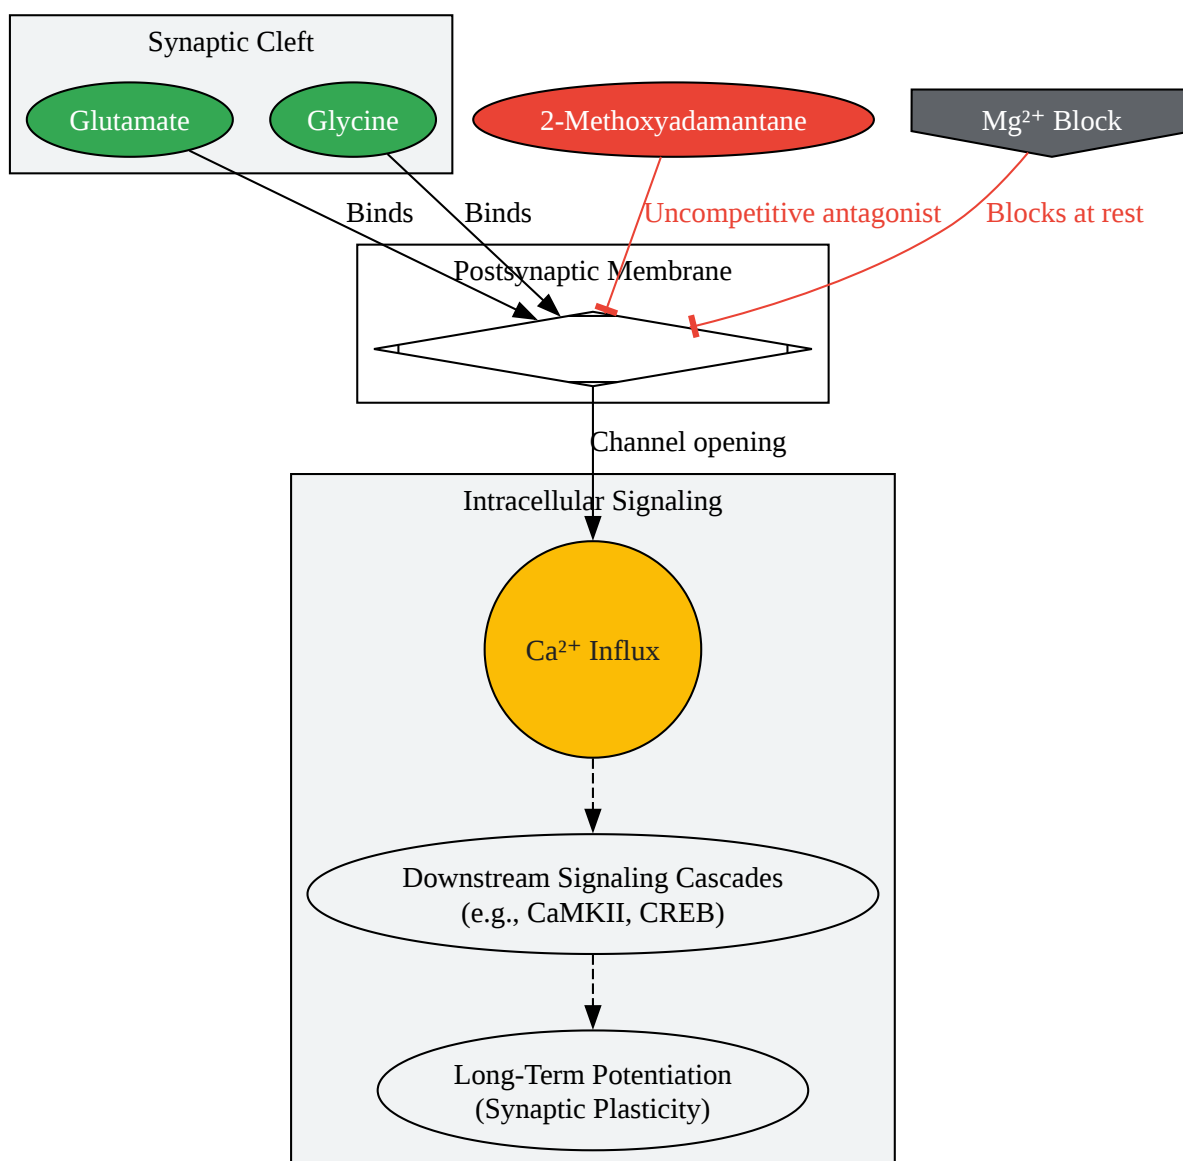 Synaptic Cleft
Glutamate
Glycine
2-Methoxyadamantane
Mg²⁺ Block
Binds
Binds
Uncompetitive antagonist
Blocks at rest
Postsynaptic Membrane
Channel opening
Intracellular Signaling
Ca²⁺ Influx
Downstream Signaling Cascades
(e.g., CaMKII, CREB)
Long-Term Potentiation
(Synaptic Plasticity)